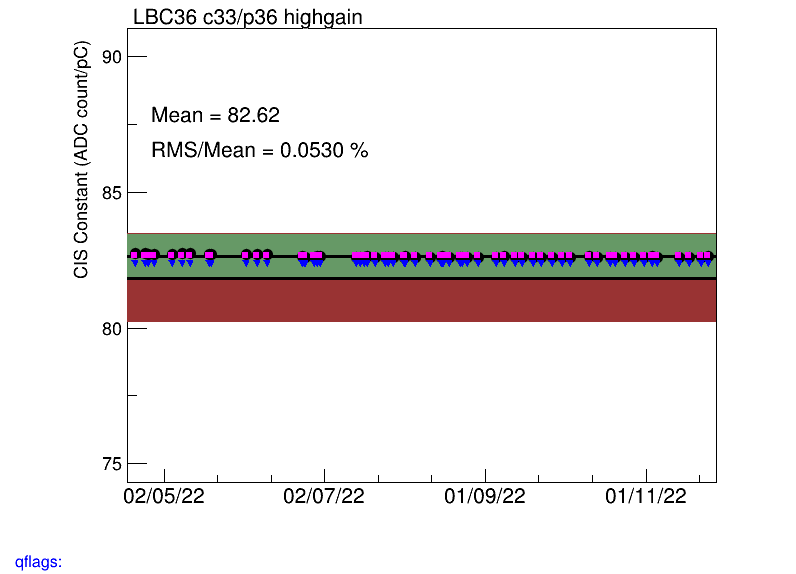 LBC36 c33/p36 highgain
CIS Constant (ADC count/pC)
90
Mean = 82.62
RMS/Mean = 0.0530 %
85
80
75
02/05/22 02/07/22 01/09/22 01/11/22
qflags: